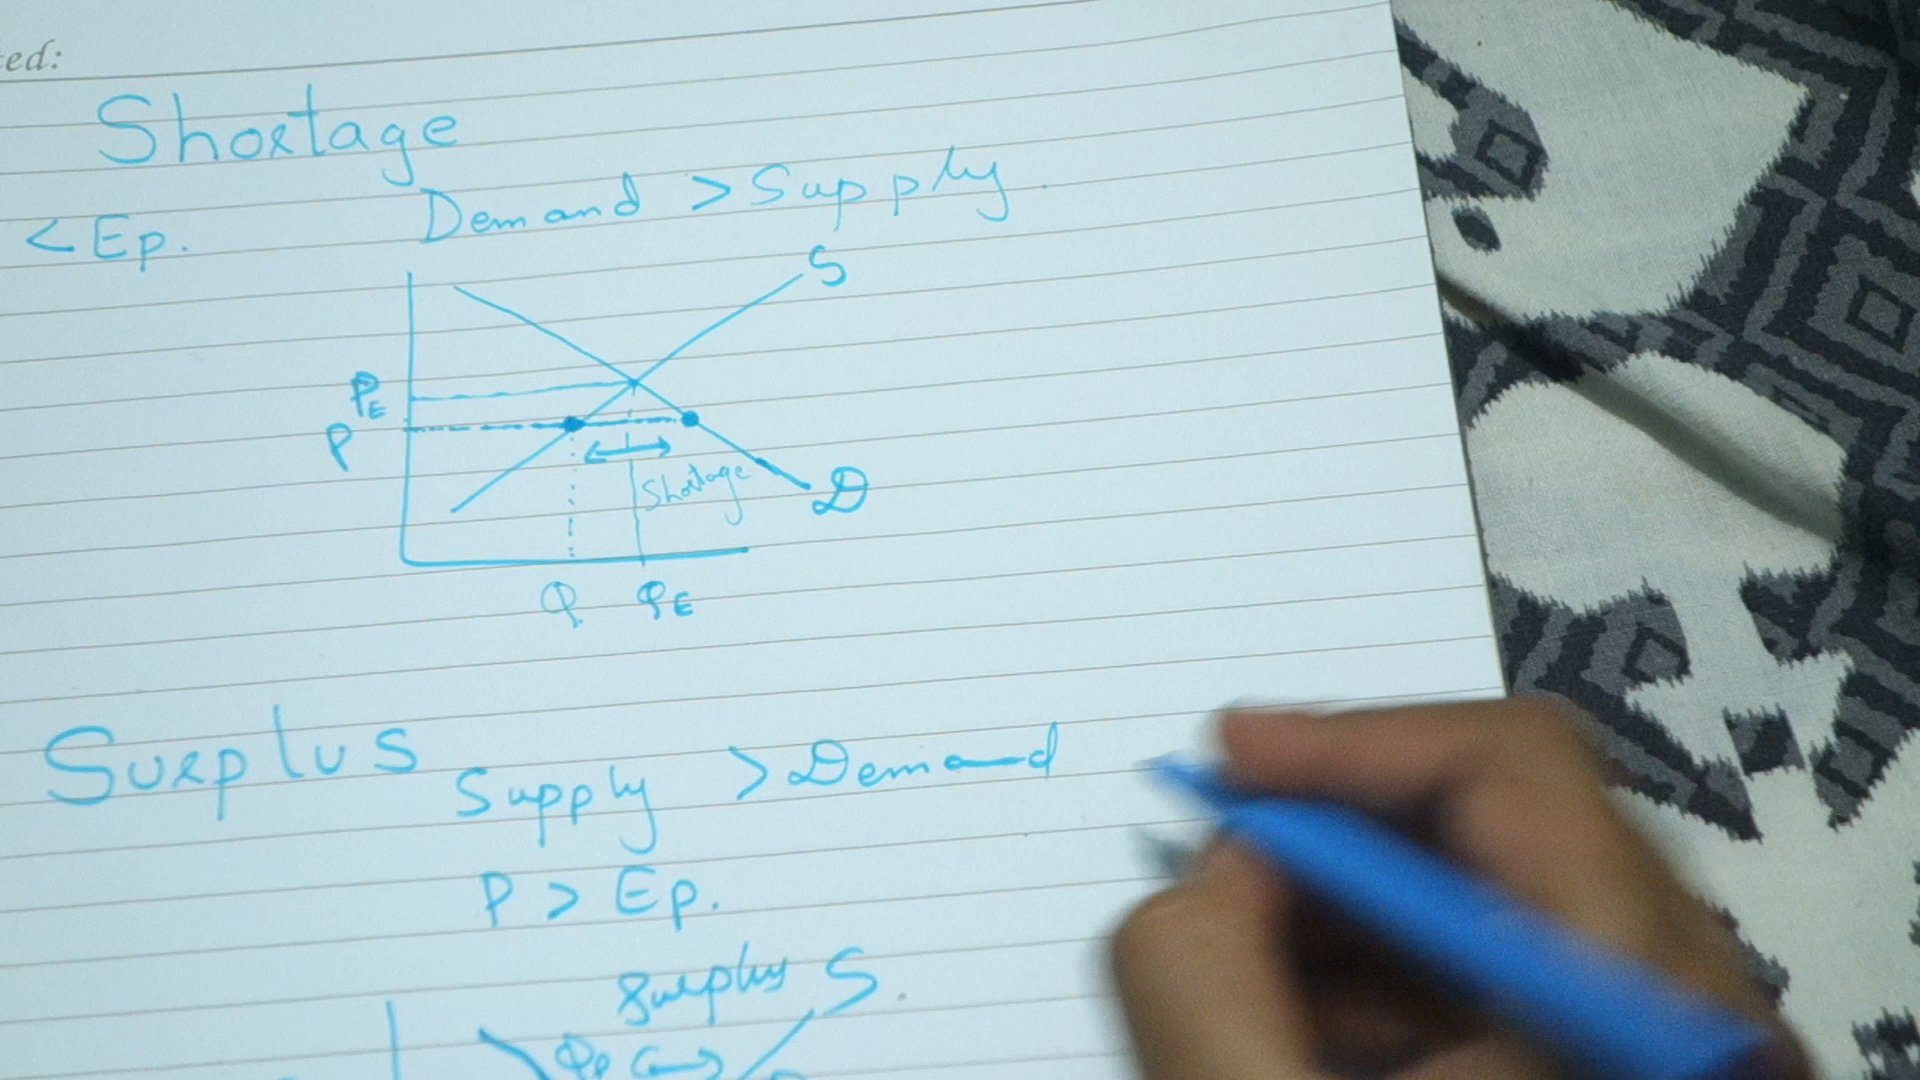 ted:
Shortage
< Ep.
Demand > Supply
S
PE
P
Shortage
D
Q QE
Surplus
Supply > Demand
P > Ep.
Surplus S